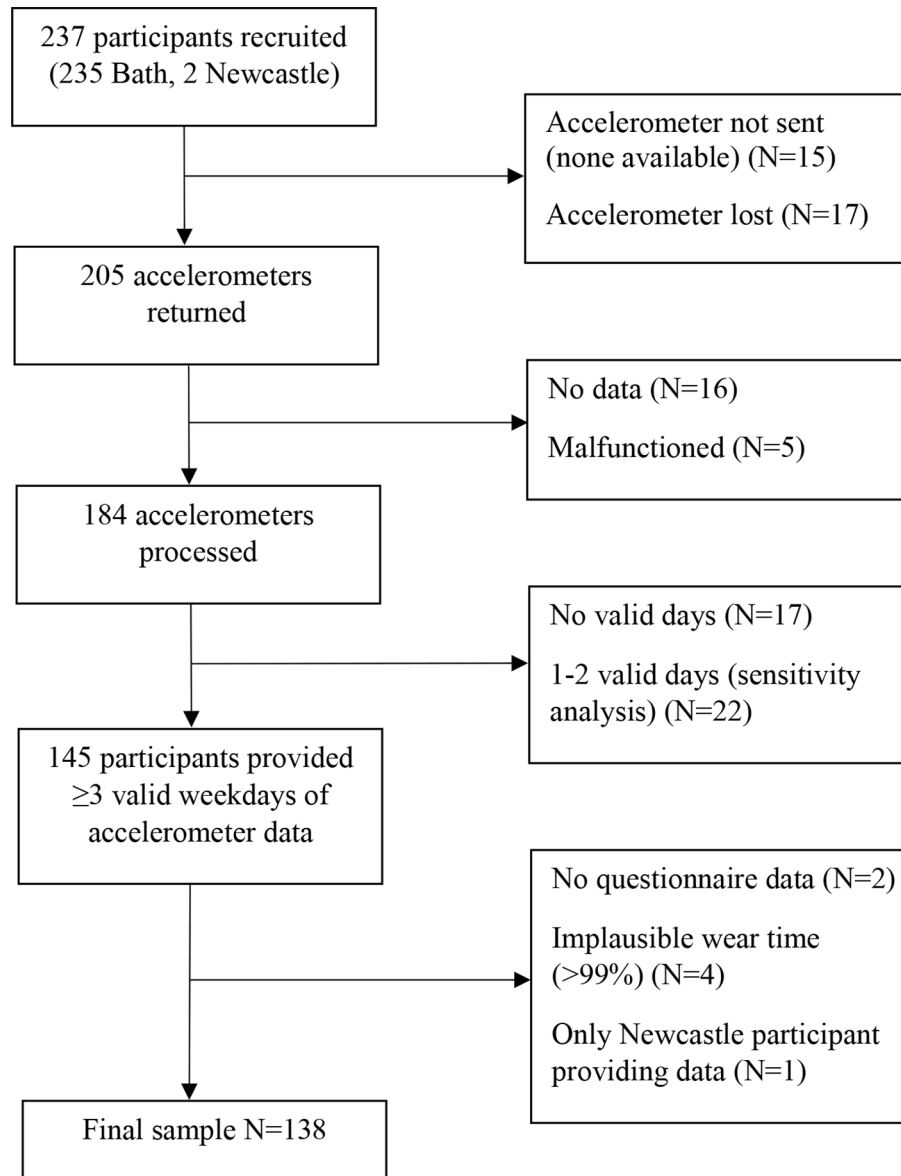 237 participants recruited
(235 Bath, 2 Newcastle)
Accelerometer not sent
(none available) (N=15)
Accelerometer lost (N=17)
205 accelerometers
returned
No data (N=16)
Malfunctioned (N=5)
184 accelerometers
processed
No valid days (N=17)
1-2 valid days (sensitivity
analysis) (N=22)
145 participants provided
≥3 valid weekdays of
accelerometer data
No questionnaire data (N=2)
Implausible wear time
(>99%) (N=4)
Only Newcastle participant
providing data (N=1)
Final sample N=138